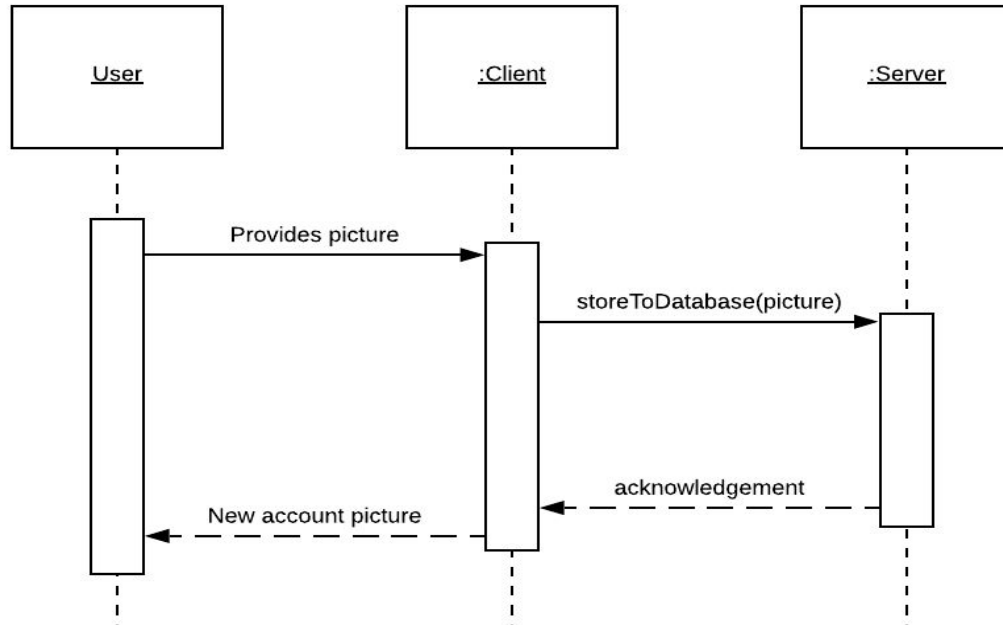 User
:Client
:Server
Provides picture
storeToDatabase(picture)
acknowledgement
New account picture